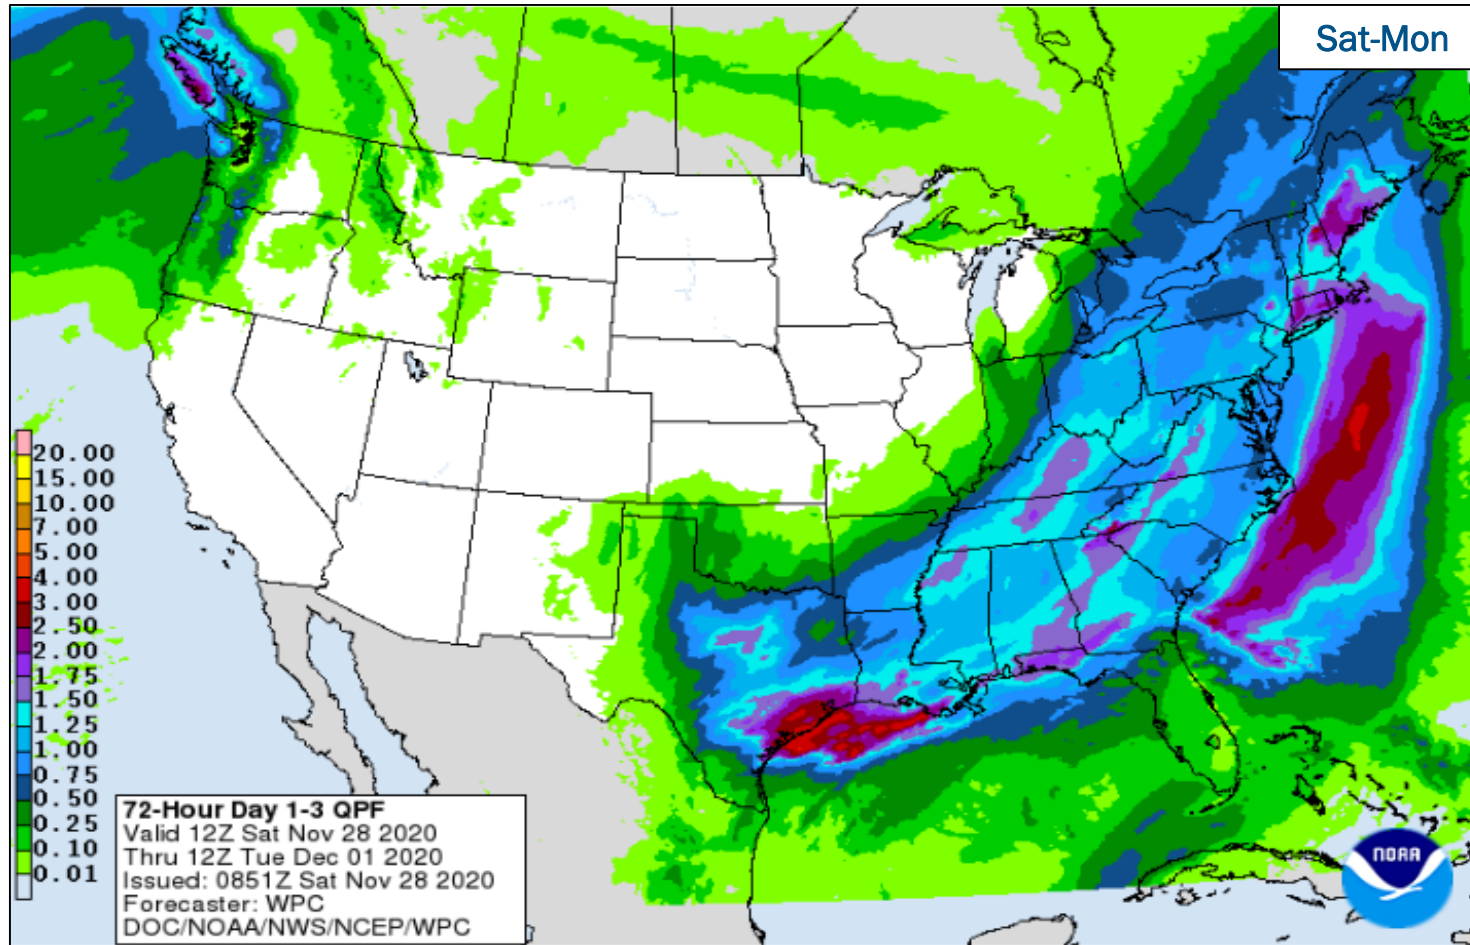 Sat-Mon
20.00
15.00
10.00
7.00
5.00
4.00
3.00
2.50
2.00
1.75
1.50
1.25
1.00
0.75
0.50
0.25
0.10
0.01
72-Hour Day 1-3 QPF
Valid 12Z Sat Nov 28 2020
Thru 12Z Tue Dec 01 2020
Issued: 0851Z Sat Nov 28 2020
Forecaster: WPC
DOC/NOAA/NWS/NCEP/WPC
NOAA